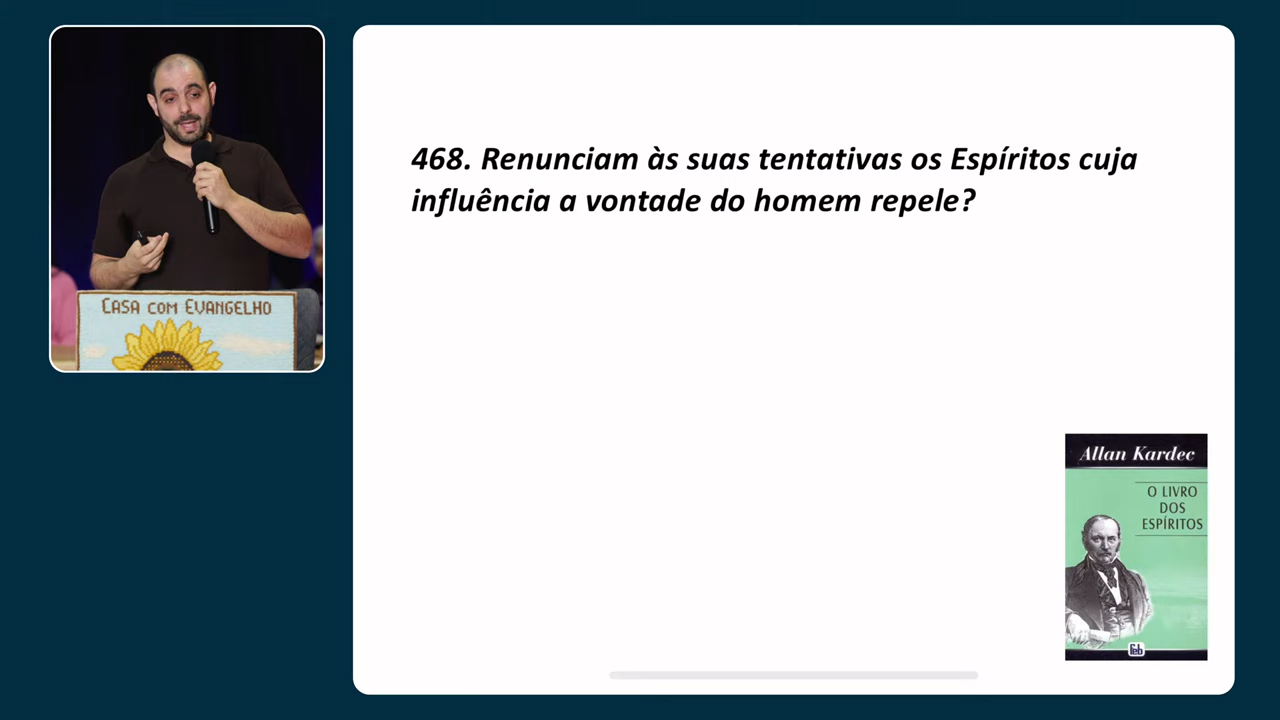 CASA COM EVANGELHO
468. Renunciam às suas tentativas os Espíritos cuja
influência a vontade do homem repele?
Allan Kardec
O LIVRO
DOS
ESPÍRITOS
feb